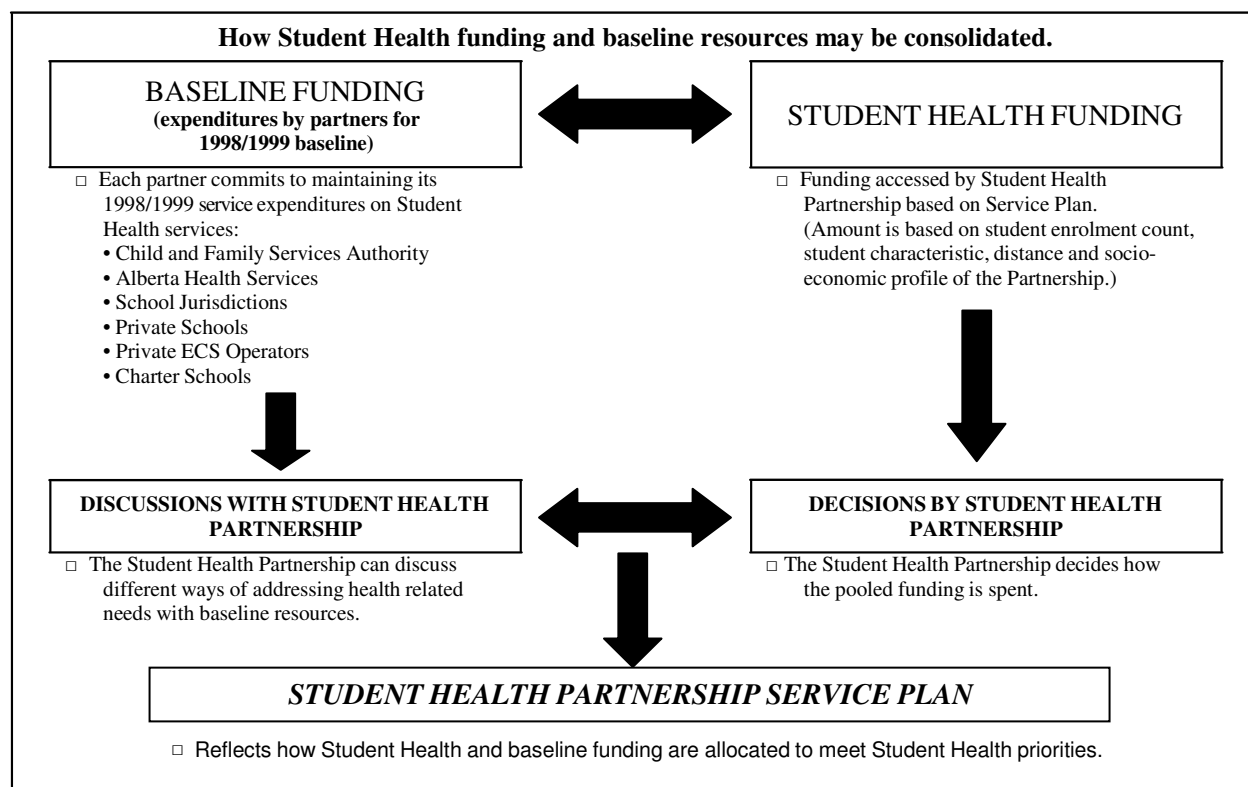 How Student Health funding and baseline resources may be consolidated.
BASELINE FUNDING
(expenditures by partners for
1998/1999 baseline)
□ Each partner commits to maintaining its
1998/1999 service expenditures on Student
Health services:
• Child and Family Services Authority
• Alberta Health Services
• School Jurisdictions
• Private Schools
• Private ECS Operators
• Charter Schools
STUDENT HEALTH FUNDING
□ Funding accessed by Student Health
Partnership based on Service Plan.
(Amount is based on student enrolment count,
student characteristic, distance and socio-
economic profile of the Partnership.)
DISCUSSIONS WITH STUDENT HEALTH
PARTNERSHIP
□ The Student Health Partnership can discuss
different ways of addressing health related
needs with baseline resources.
DECISIONS BY STUDENT HEALTH
PARTNERSHIP
□ The Student Health Partnership decides how
the pooled funding is spent.
STUDENT HEALTH PARTNERSHIP SERVICE PLAN
□ Reflects how Student Health and baseline funding are allocated to meet Student Health priorities.